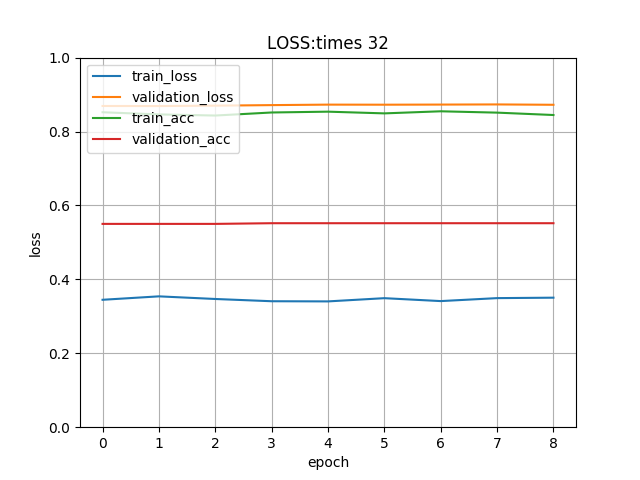 LOSS:times 32
1.0
0.8
0.6
0.4
0.2
0.0
loss
train_loss
validation_loss
train_acc
validation_acc
0 1 2 3 4 5 6 7 8
epoch